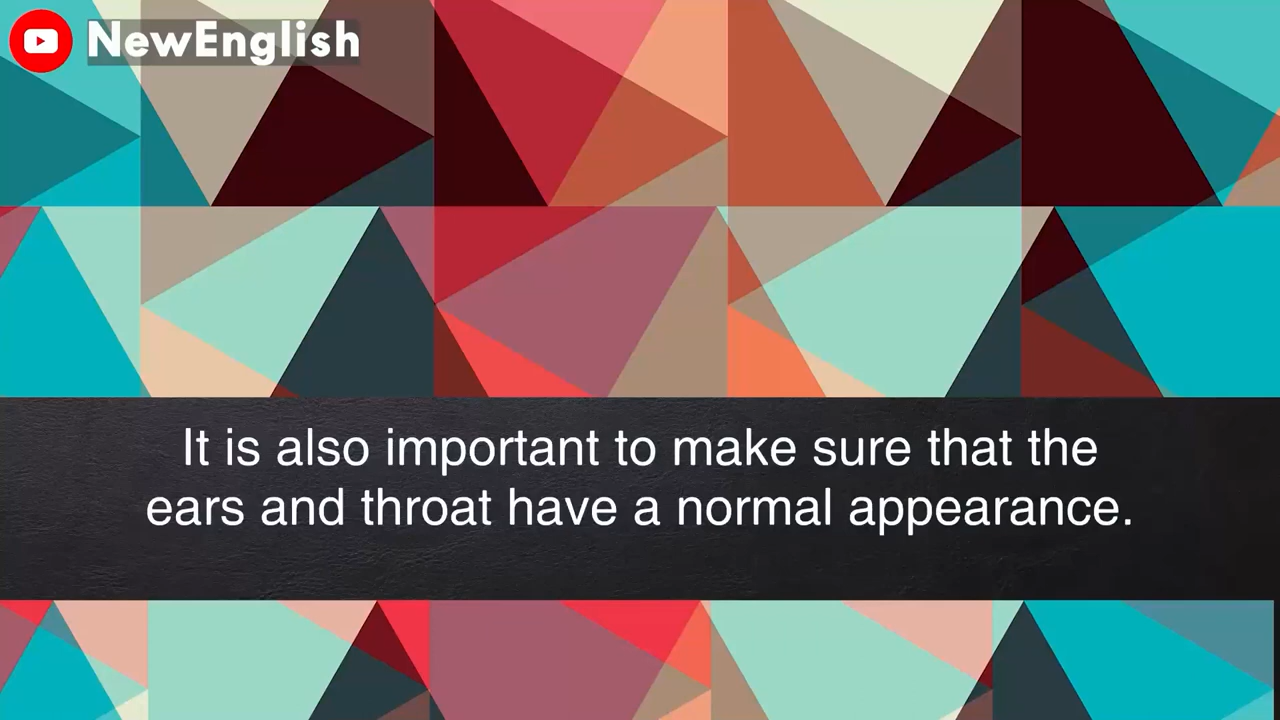 NewEnglish
It is also important to make sure that the
ears and throat have a normal appearance.